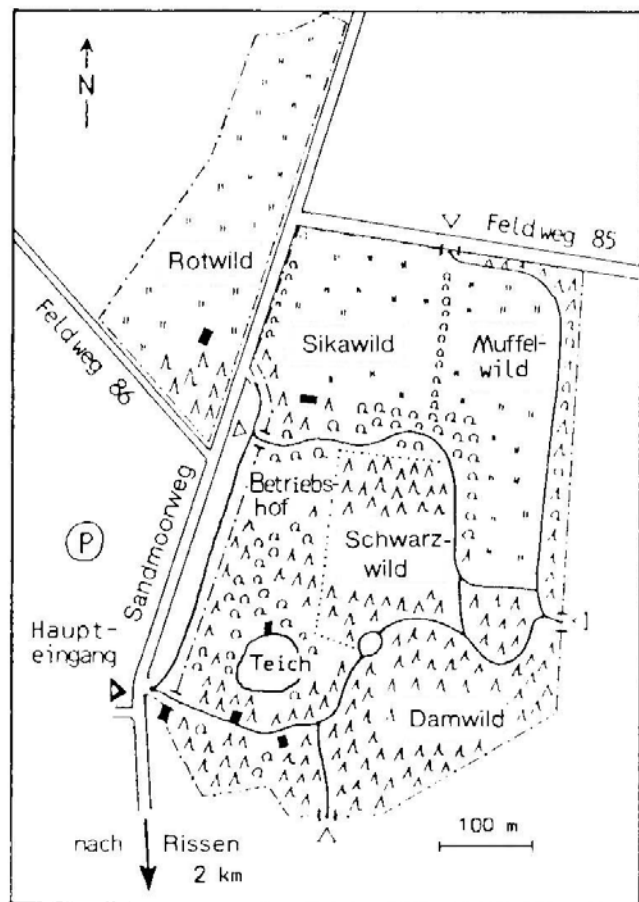 N
Feldweg 85
Rotwild
Feldweg 86
Sikawild
Muffel-
wild
Betriebs-
hof
Schwarz-
wild
P
Sandmoorweg
Haupt-
eingang
Teich
Damwild
100 m
nach Rissen
2 km